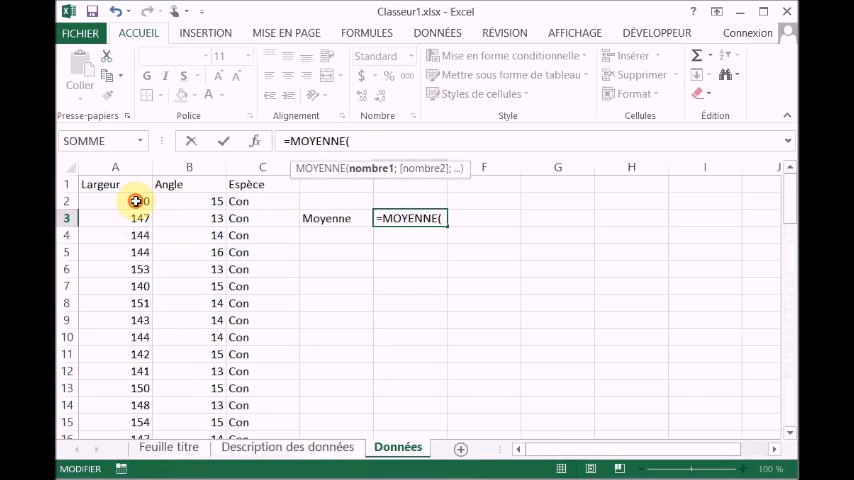 Classeur1.xlsx - Excel
FICHIER ACCUEIL INSERTION MISE EN PAGE FORMULES DONNÉES RÉVISION AFFICHAGE DÉVELOPPEUR Connexion
Coller
Presse-papiers
G I S A A
Police
Alignement
Standard
$ % 000
Nombre
Mise en forme conditionnelle
Mettre sous forme de tableau
Styles de cellules
Style
Insérer
Supprimer
Format
Cellules
Édition
SOMME =MOYENNE(
MOYENNE(nombre1; [nombre2]; ...)
A B C F G H I J
1 Largeur Angle Espèce
2 15 Con
3 147 13 Con Moyenne =MOYENNE(
4 144 14 Con
5 144 16 Con
6 153 13 Con
7 140 15 Con
8 151 14 Con
9 143 14 Con
10 144 14 Con
11 142 15 Con
12 141 13 Con
13 150 15 Con
14 148 13 Con
15 154 15 Con
16 147 14 Con
Feuille titre Description des données Données
MODIFIER 100 %